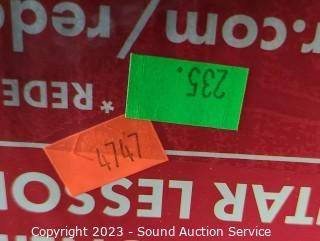 r.com/red
* REDE
235.
4747
TAR LESSO
Copyright 2023 - Sound Auction Service